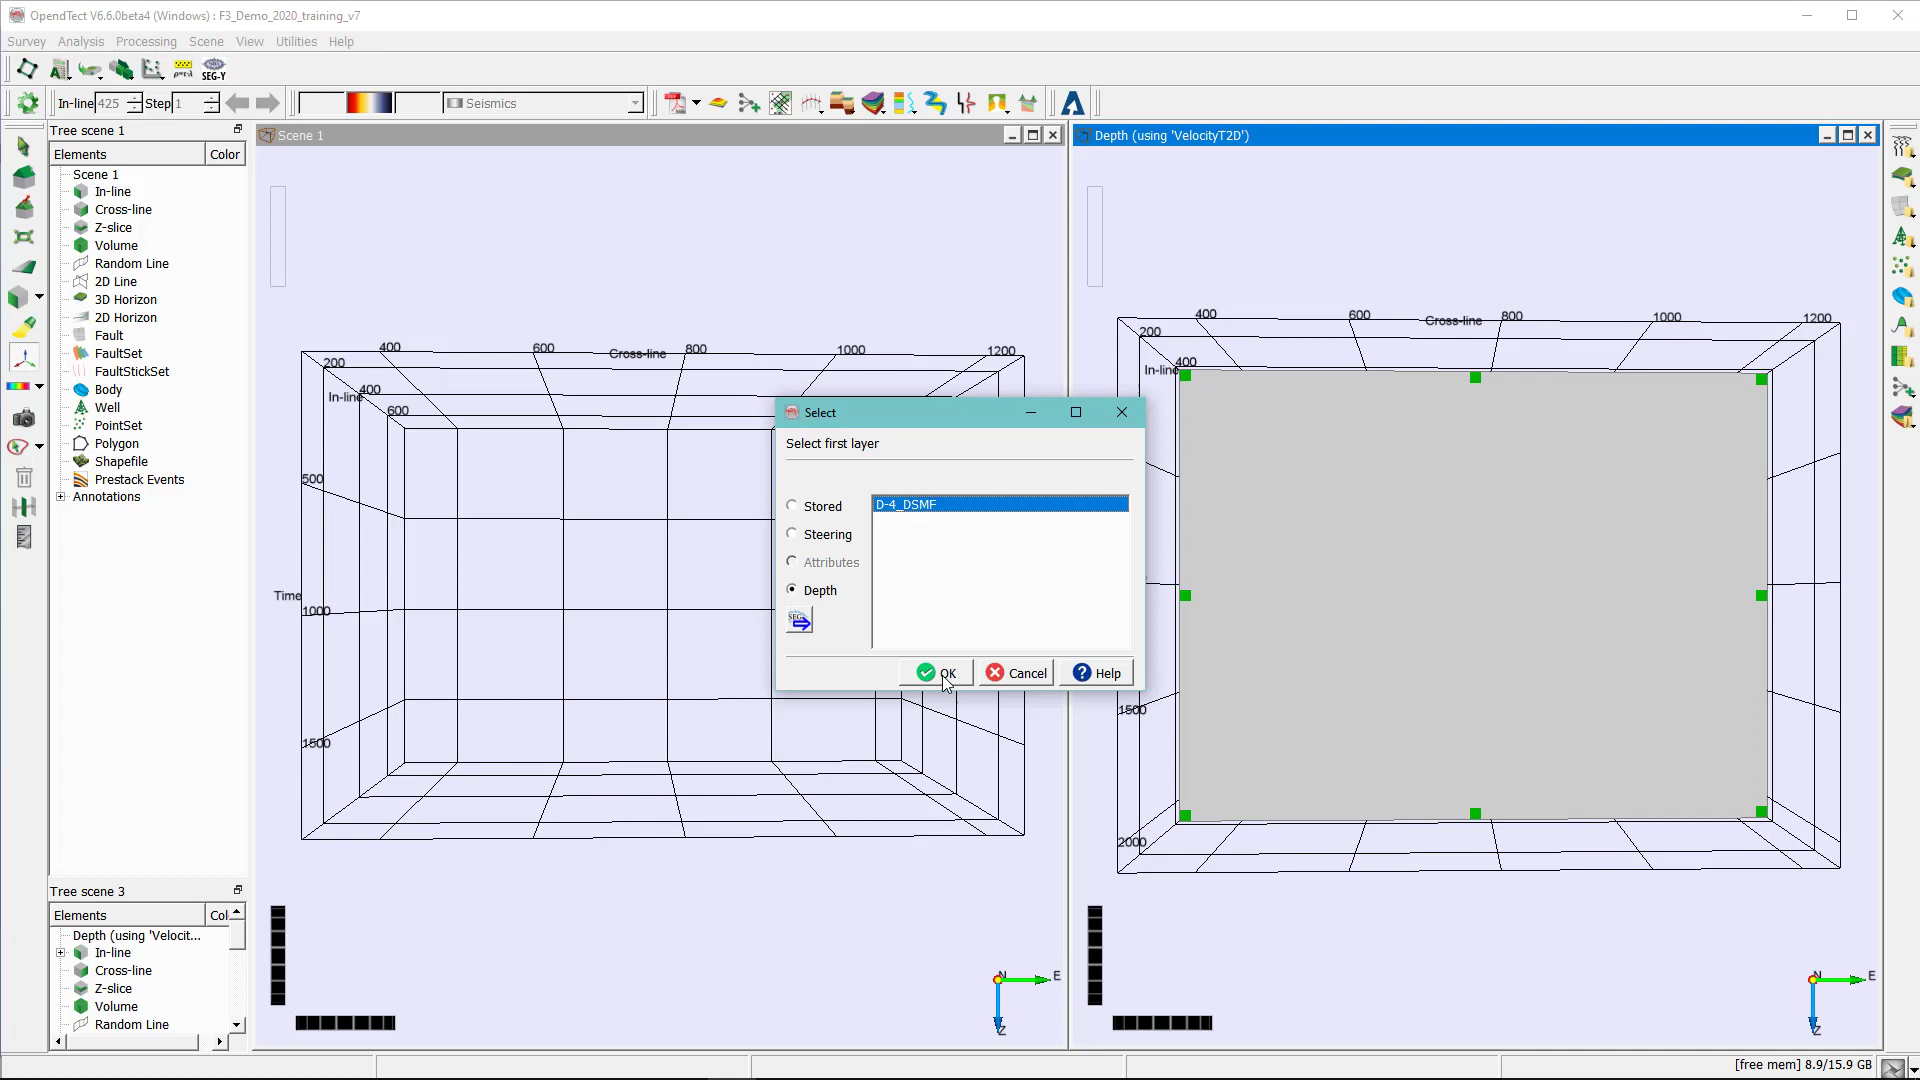 OpendTect V6.6.0beta4 (Windows) : F3_Demo_2020_training_v7
Survey Analysis Processing Scene View Utilities Help
SEG-Y
In-line 425 Step 1 Seismics
Tree scene 1
Elements Color
Scene 1
In-line
Cross-line
Z-slice
Volume
Random Line
2D Line
3D Horizon
2D Horizon
Fault
FaultSet
FaultStickSet
Body
Well
PointSet
Polygon
Shapefile
Prestack Events
Annotations
Tree scene 3
Elements Col
Depth (using 'Velocit...
In-line
Cross-line
Z-slice
Volume
Random Line
Scene 1
400 600 Cross-line 800 1000 1200
200
In-line 400
600
500
Time
1000
1500
N E
Z
Depth (using 'VelocityT2D')
400 600 Cross-line 800 1000 1200
200
In-line 400
1500
2000
N E
Z
Select
Select first layer
Stored
Steering
Attributes
Depth
D-4_DSMF
SEG
OK Cancel Help
[free mem] 8.9/15.9 GB